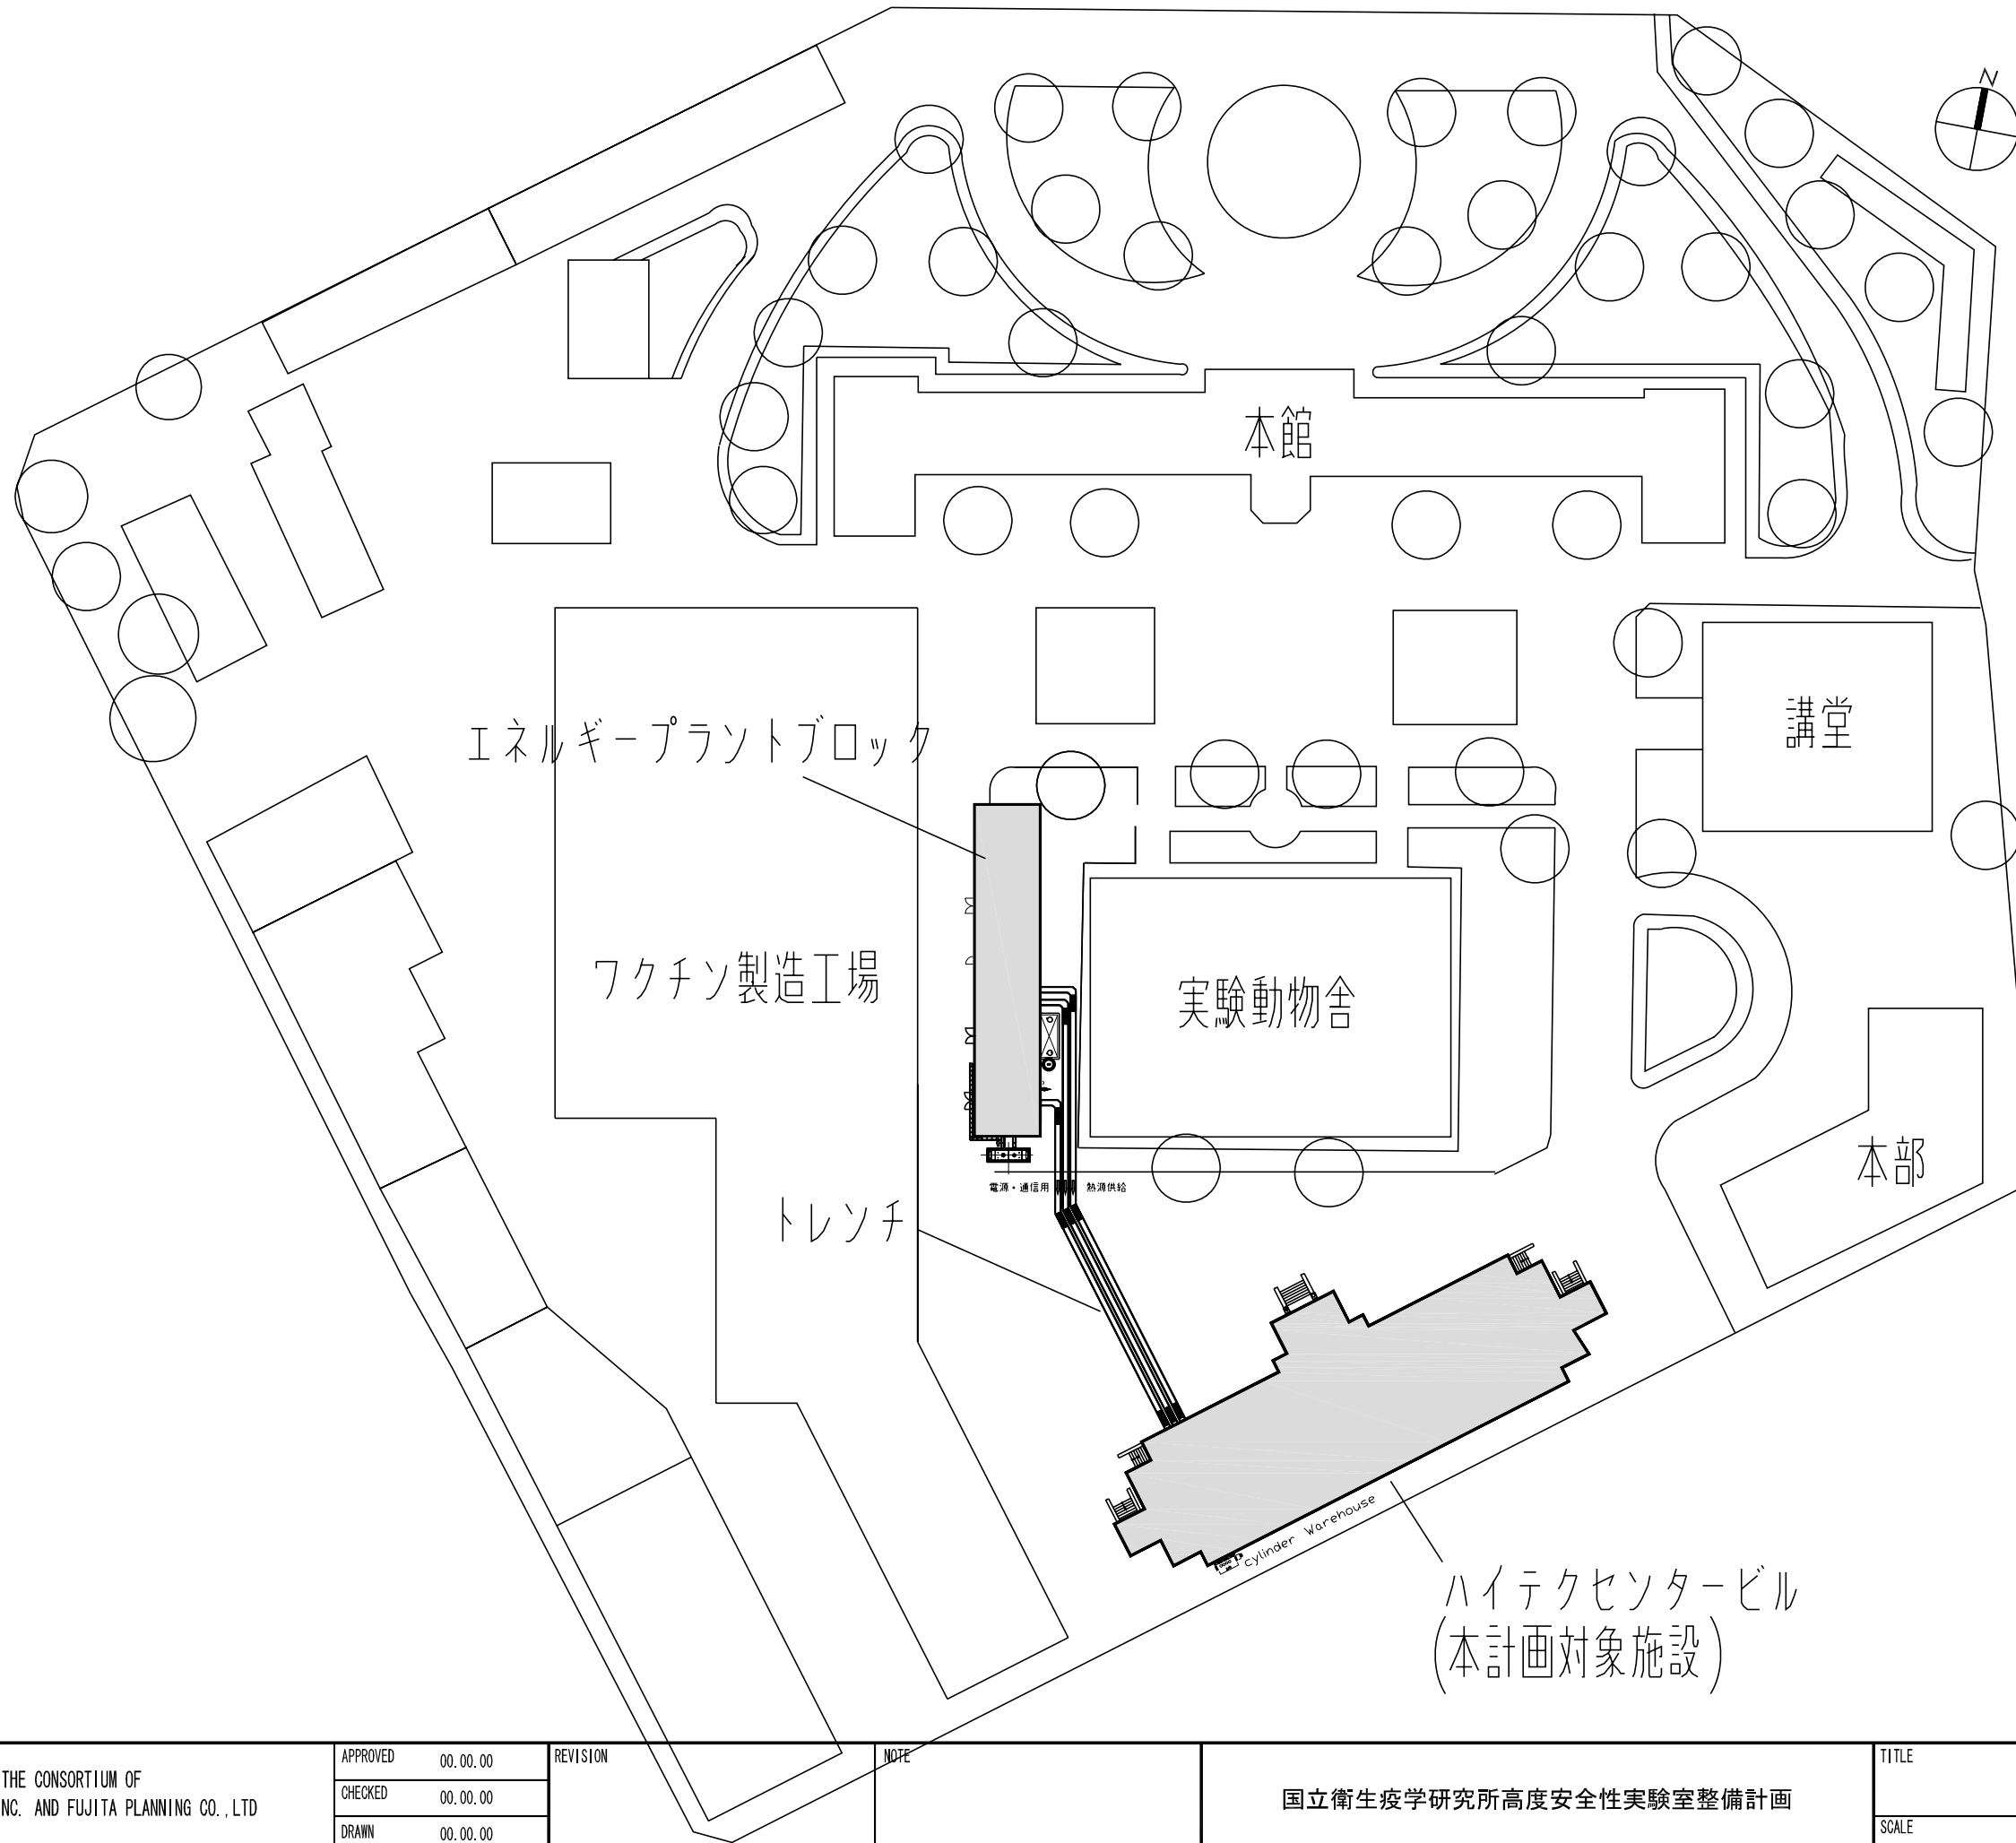 N
本館
講堂
エネルギープラントブロック
ワクチン製造工場
実験動物舎
本部
電源・通信用 熱源供給
トレンチ
cylinder Warehouse
ハイテクセンタービル
(本計画対象施設)
THE CONSORTIUM OF
NC. AND FUJITA PLANNING CO.,LTD
APPROVED 00.00.00
CHECKED 00.00.00
DRAWN 00.00.00
REVISION
NOTE
国立衛生疫学研究所高度安全性実験室整備計画
TITLE
SCALE